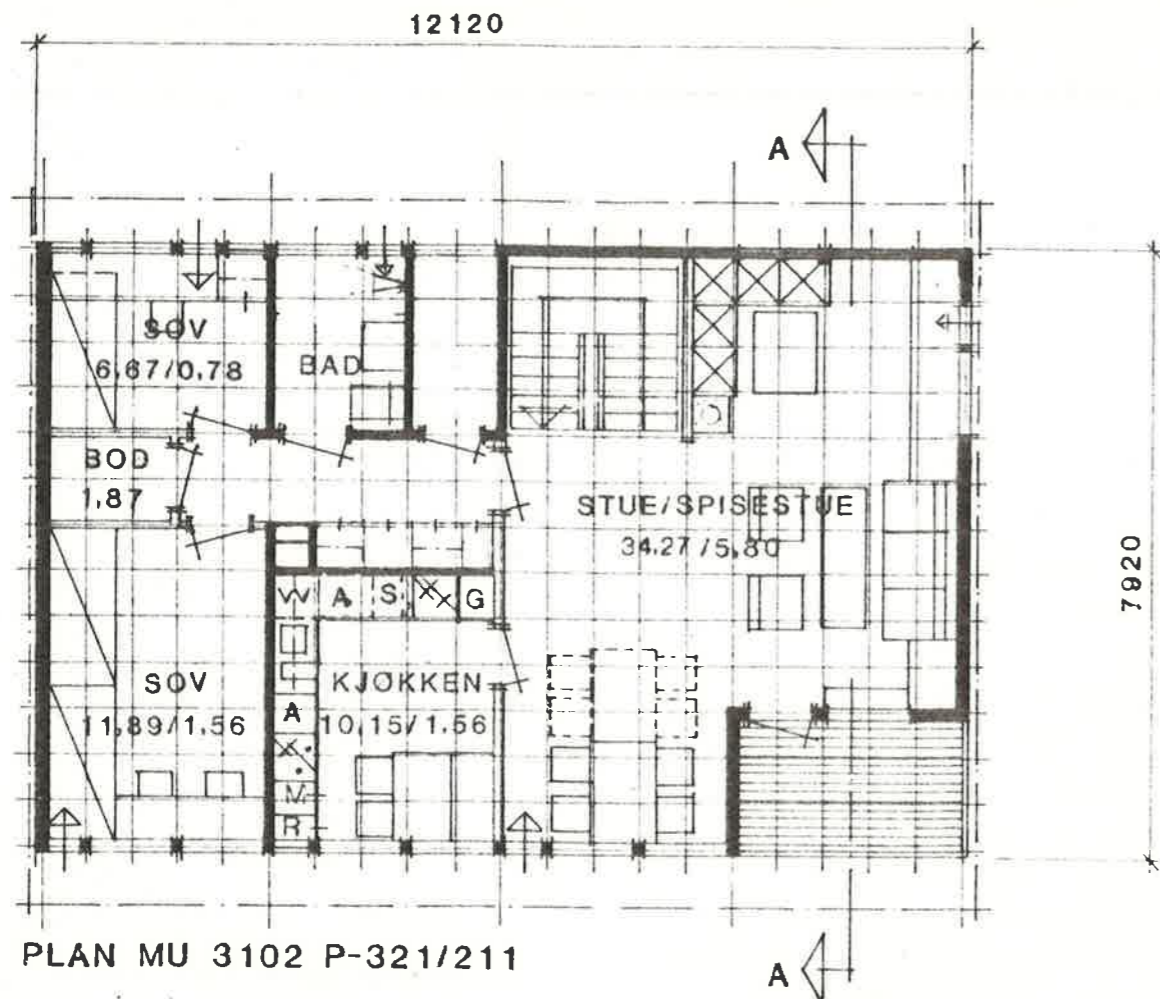 12120
A
SOV
6,67/0,78
BAD
BOD
1,87
STUE/SPISESTUE
34,27/5,80
7920
W A S G
SOV
11,89/1,56
KJØKKEN
10,15/1,56
A
M
R
PLAN MU 3102 P-321/211
A